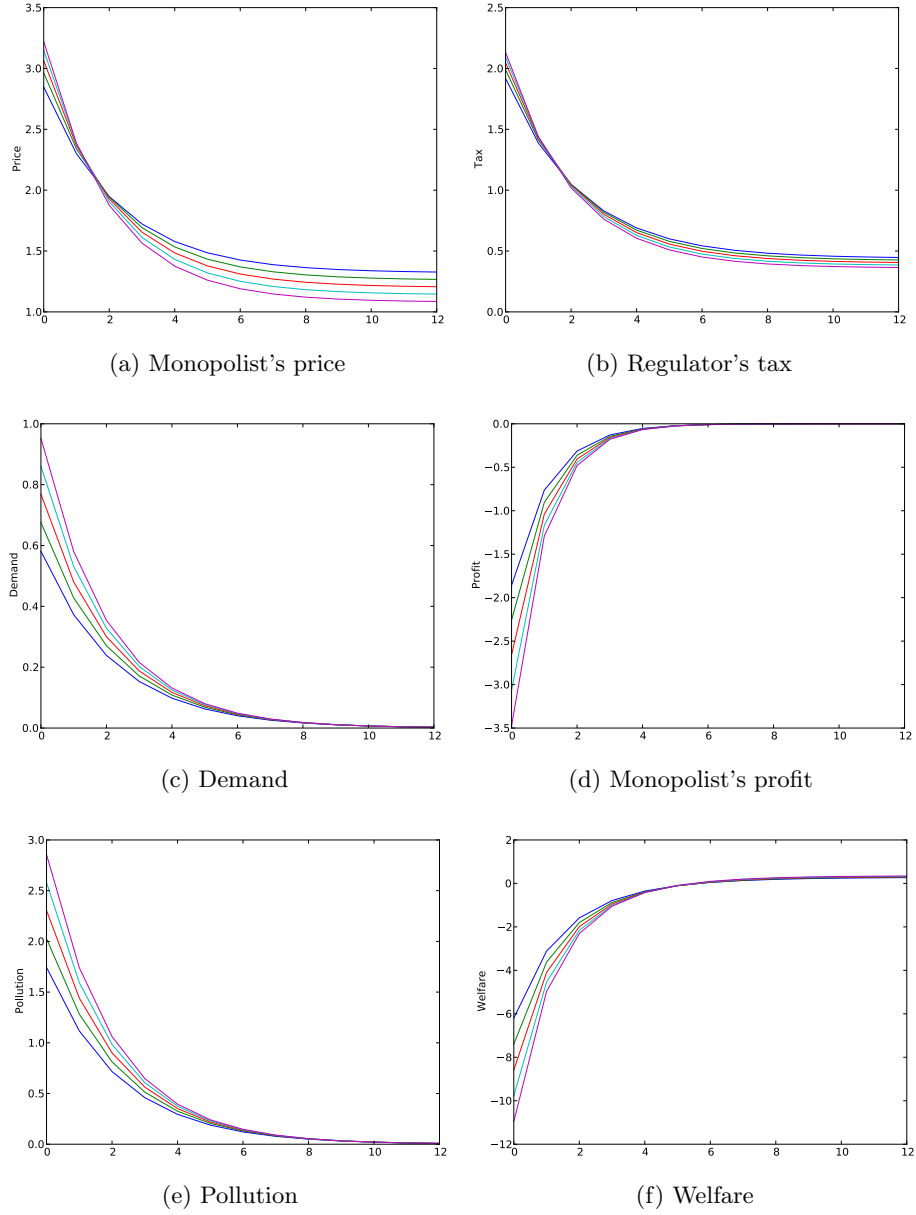 3.5
3.0
2.5
2.0
1.5
1.0
Price
0 2 4 6 8 10 12
(a) Monopolist's price
2.5
2.0
1.5
1.0
0.5
0.0
Tax
0 2 4 6 8 10 12
(b) Regulator's tax
1.0
0.8
0.6
0.4
0.2
0.0
Demand
0 2 4 6 8 10 12
(c) Demand
0.0
−0.5
−1.0
−1.5
−2.0
−2.5
−3.0
−3.5
Profit
0 2 4 6 8 10 12
(d) Monopolist's profit
3.0
2.5
2.0
1.5
1.0
0.5
0.0
Pollution
0 2 4 6 8 10 12
(e) Pollution
2
0
−2
−4
−6
−8
−10
−12
Welfare
0 2 4 6 8 10 12
(f) Welfare